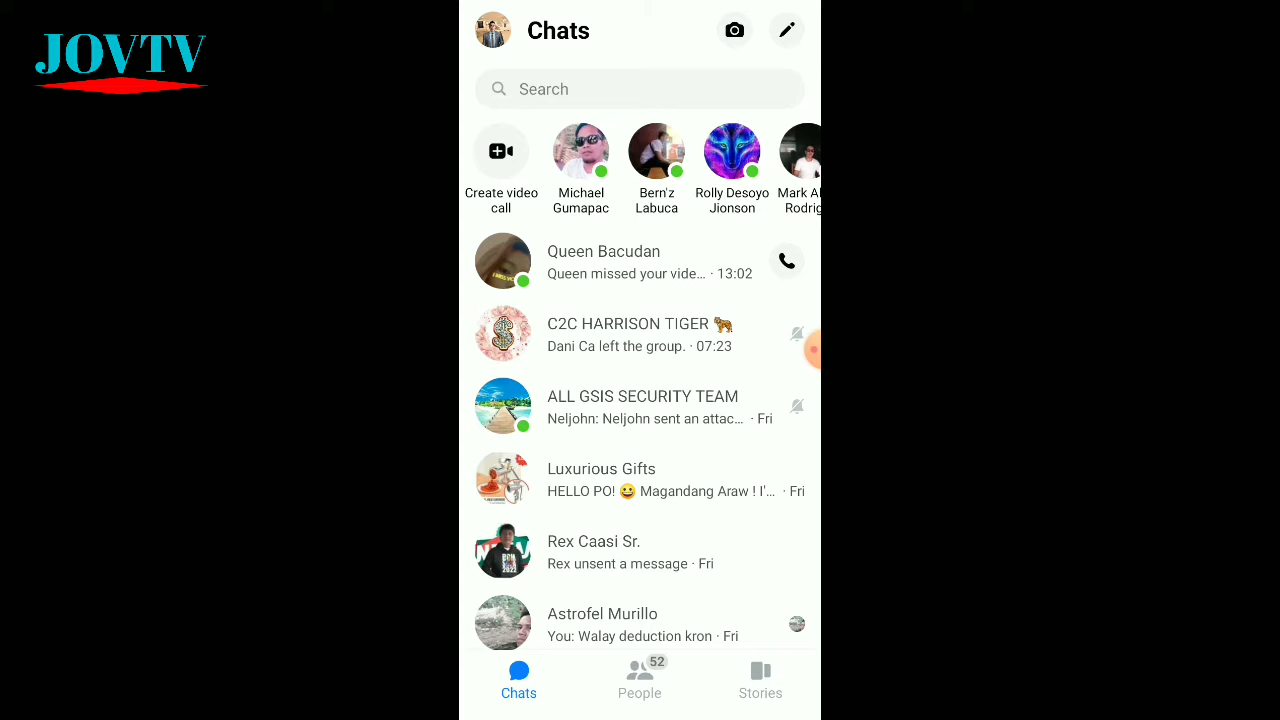 JOVTV
Chats
Search
Create video
call
Michael
Gumapac
Bern'z
Labuca
Rolly Desoyo
Jionson
Mark Al
Rodrig
Queen Bacudan
Queen missed your vide... · 13:02
C2C HARRISON TIGER 🐅
Dani Ca left the group. · 07:23
ALL GSIS SECURITY TEAM
Neljohn: Neljohn sent an attac... · Fri
Luxurious Gifts
HELLO PO! 😀 Magandang Araw ! I'... · Fri
Rex Caasi Sr.
Rex unsent a message · Fri
Astrofel Murillo
You: Walay deduction kron · Fri
52
Chats
People
Stories